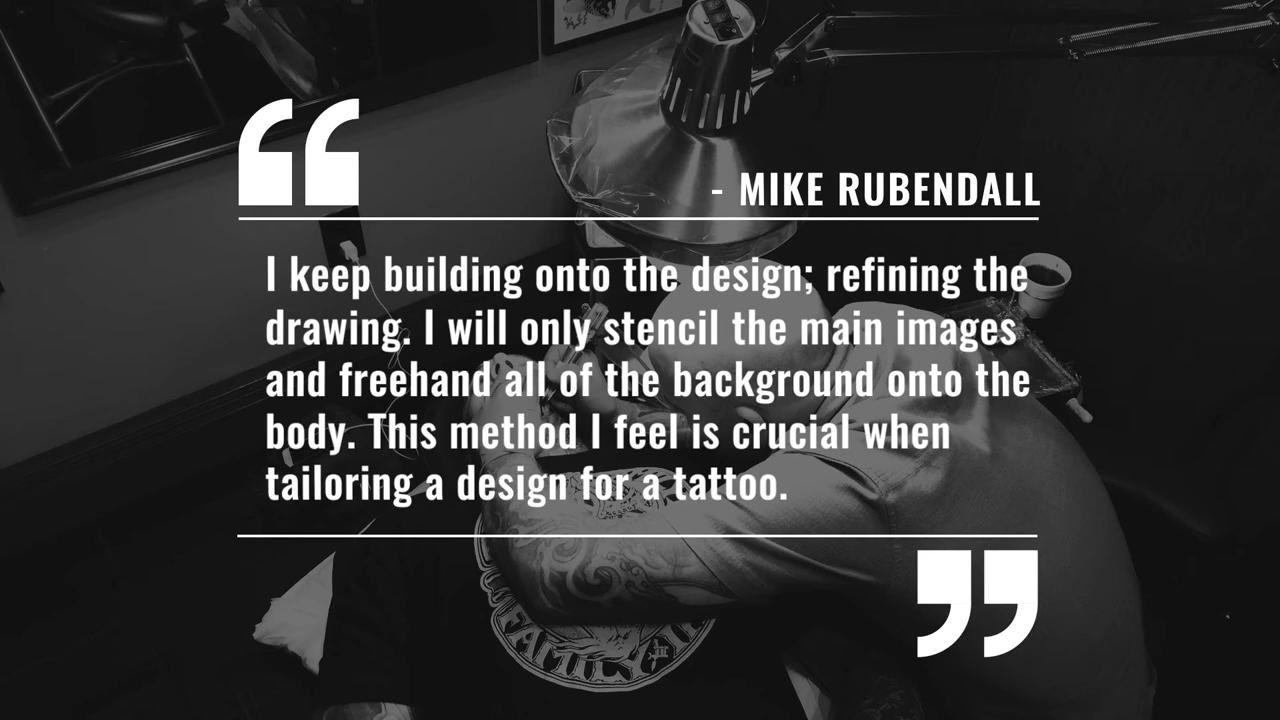 - MIKE RUBENDALL
I keep building onto the design; refining the
drawing. I will only stencil the main images
and freehand all of the background onto the
body. This method I feel is crucial when
tailoring a design for a tattoo.
FAMILY